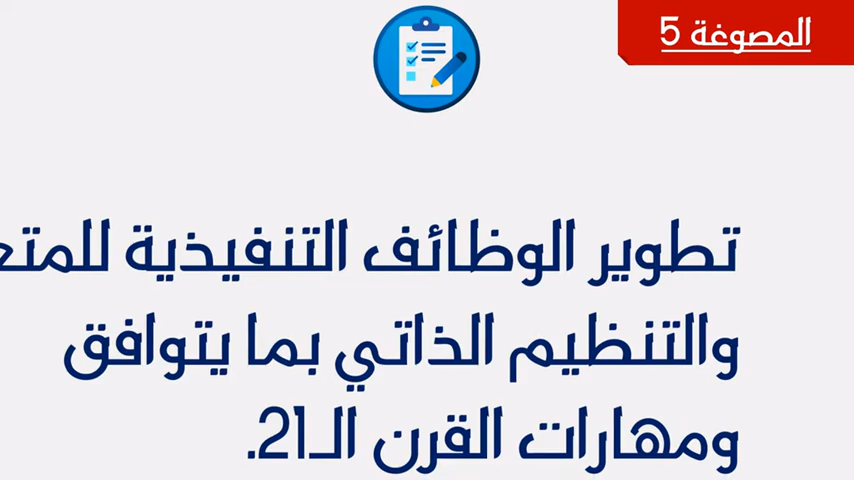 المصوغة 5
تطوير الوظائف التنفيذية
والتنظيم الذاتي بما يتوافق
ومهارات القرن الـ21.